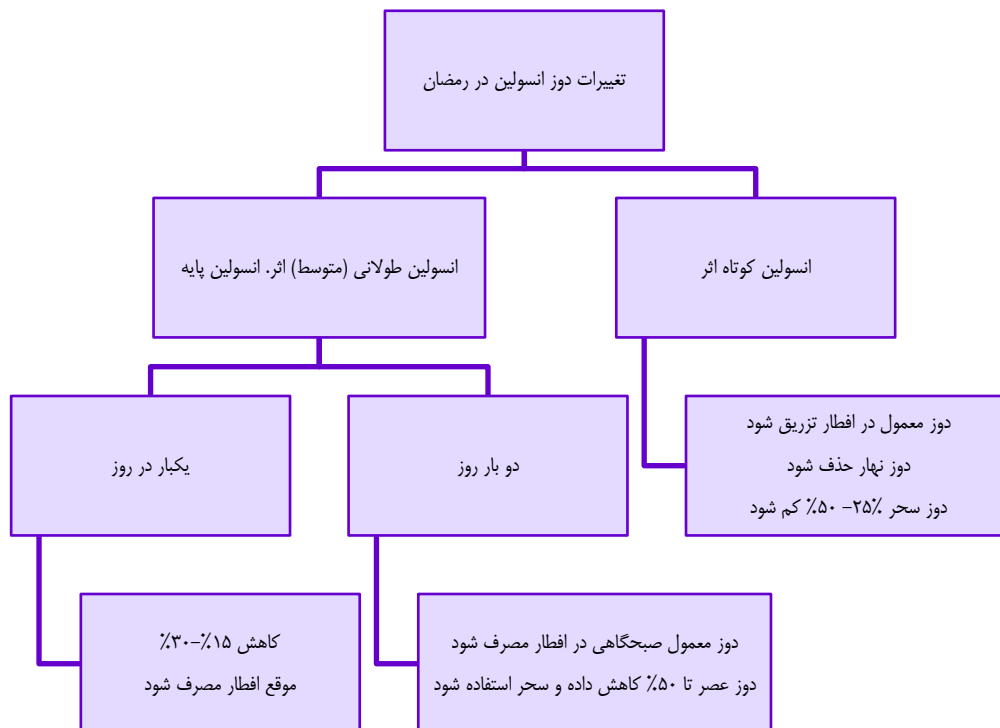 تغییرات دوز انسولین در رمضان
انسولین کوتاه اثر
انسولین طولانی (متوسط) اثر. انسولین پایه
دوز معمول در افطار تزریق شود
دوز نهار حذف شود
دوز سحر ۲۵٪- ۵۰٪ کم شود
دو بار روز
یکبار در روز
دوز معمول صبحگاهی در افطار مصرف شود
دوز عصر تا ۵۰٪ کاهش داده و سحر استفاده شود
کاهش ۱۵٪-۳۰٪
موقع افطار مصرف شود